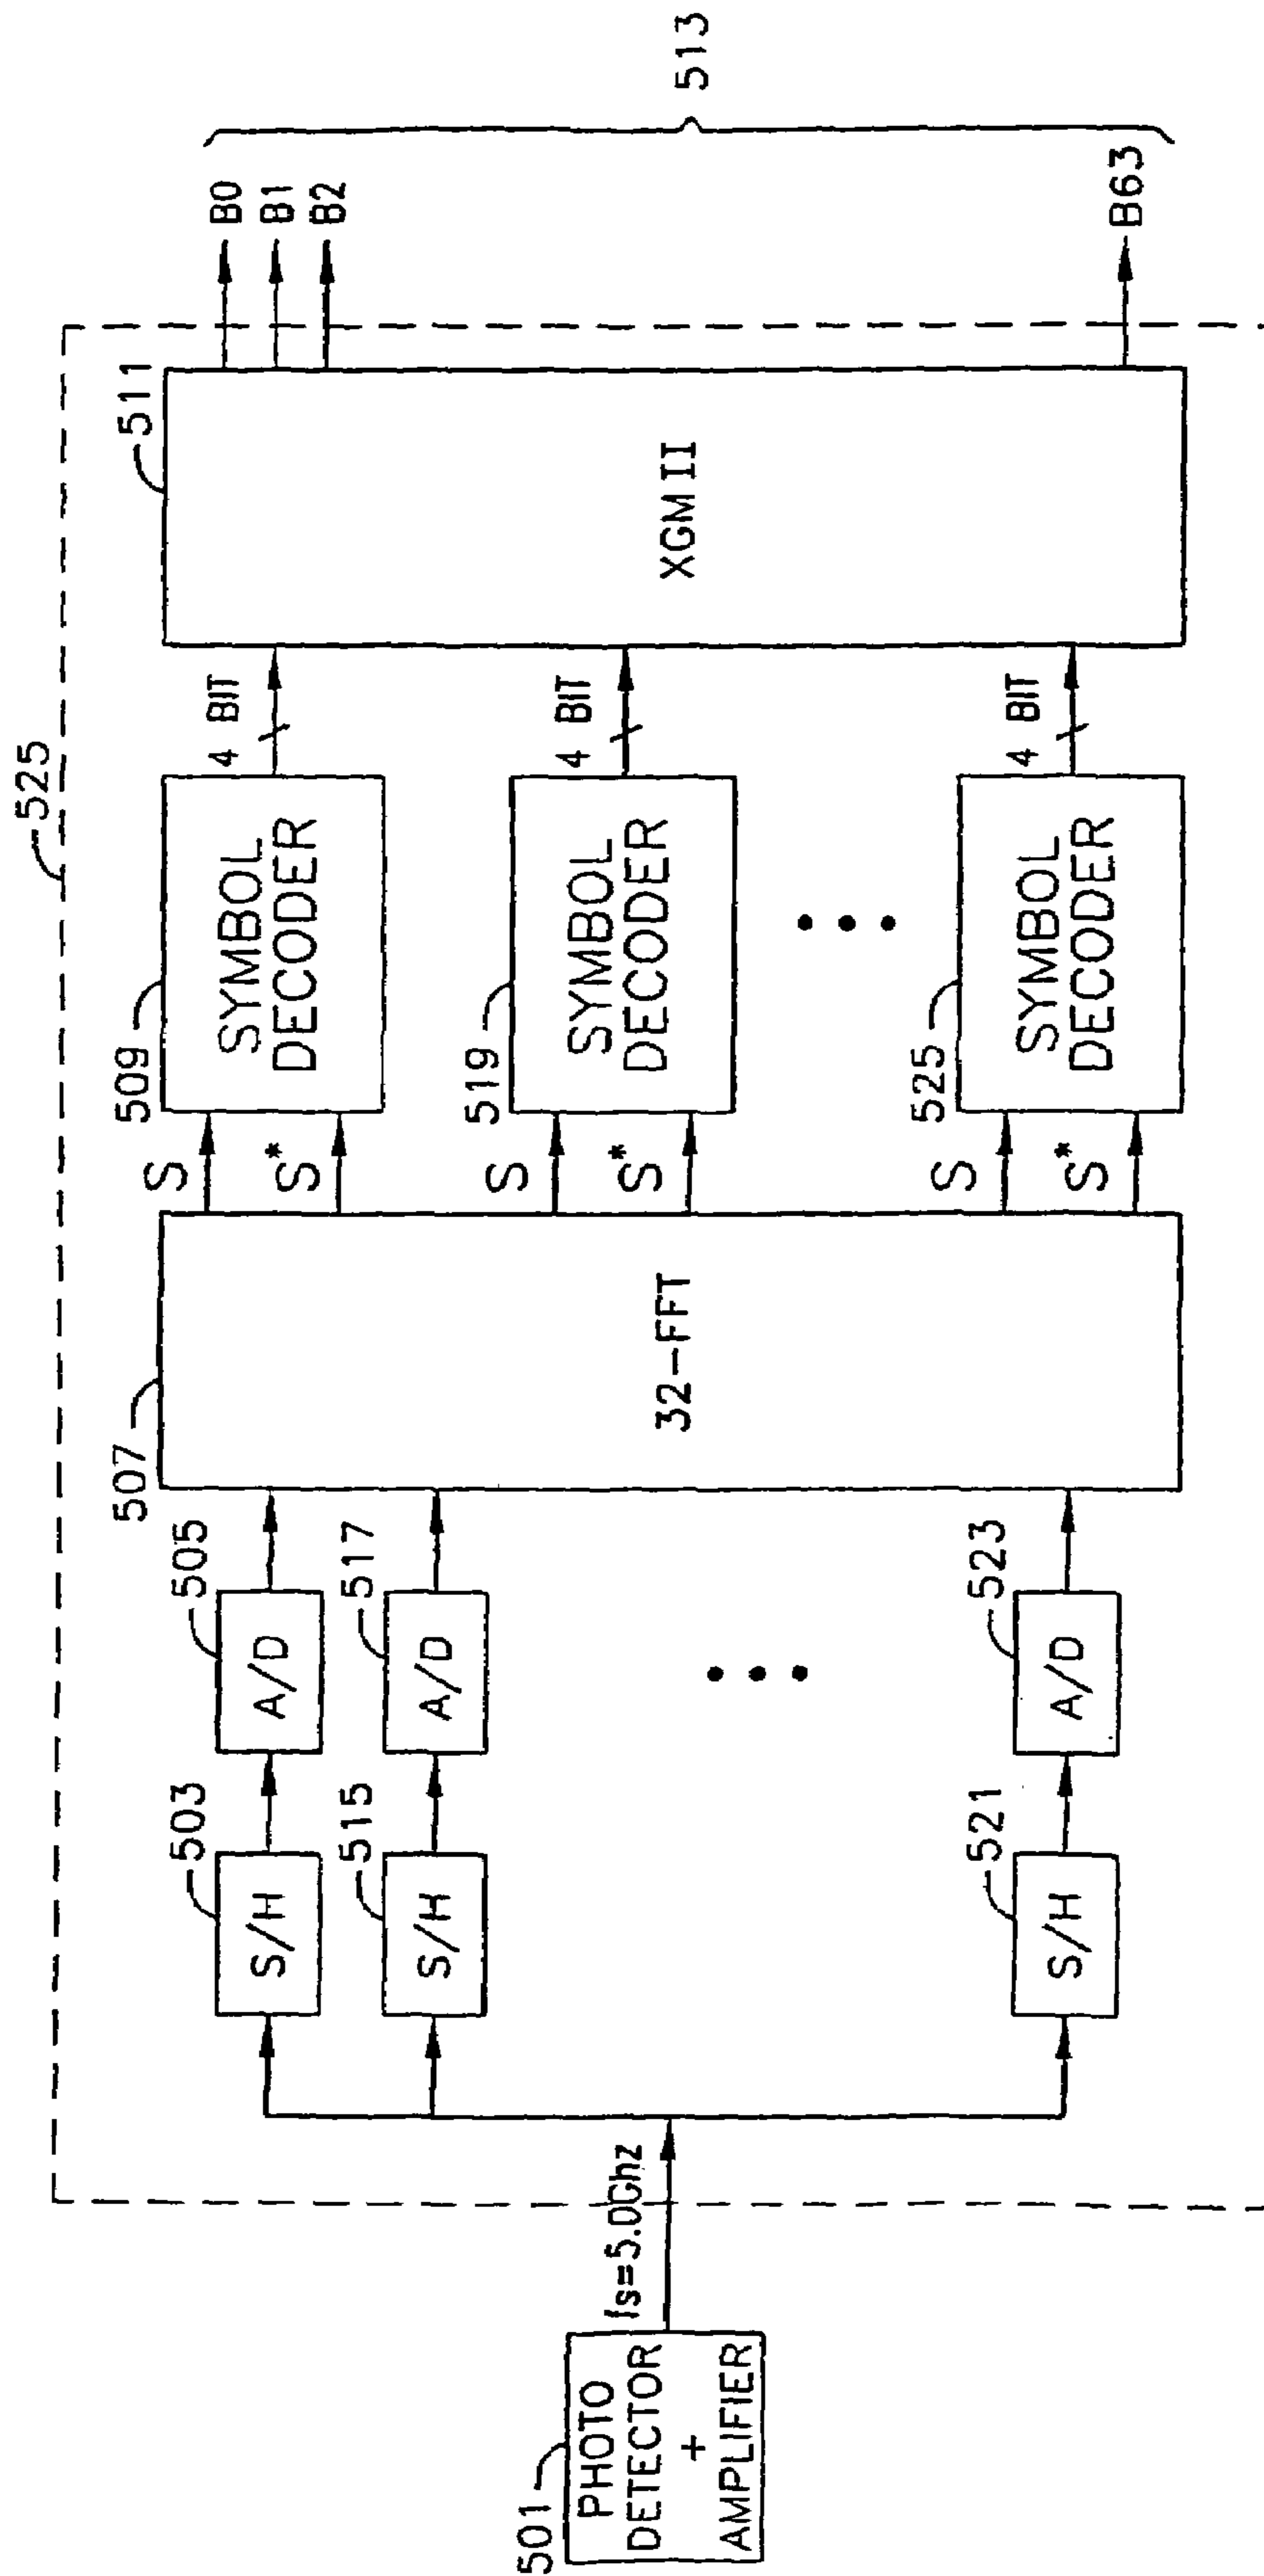 525
501
PHOTO
DETECTOR
+
AMPLIFIER
fs=5.0Ghz
503
S/H
505
A/D
515
S/H
517
A/D
521
S/H
523
A/D
507
32-FFT
S
S*
S
S*
S
S*
509
SYMBOL
DECODER
519
SYMBOL
DECODER
525
SYMBOL
DECODER
4 BIT
4 BIT
4 BIT
511
XGM II
B0
B1
B2
B63
513